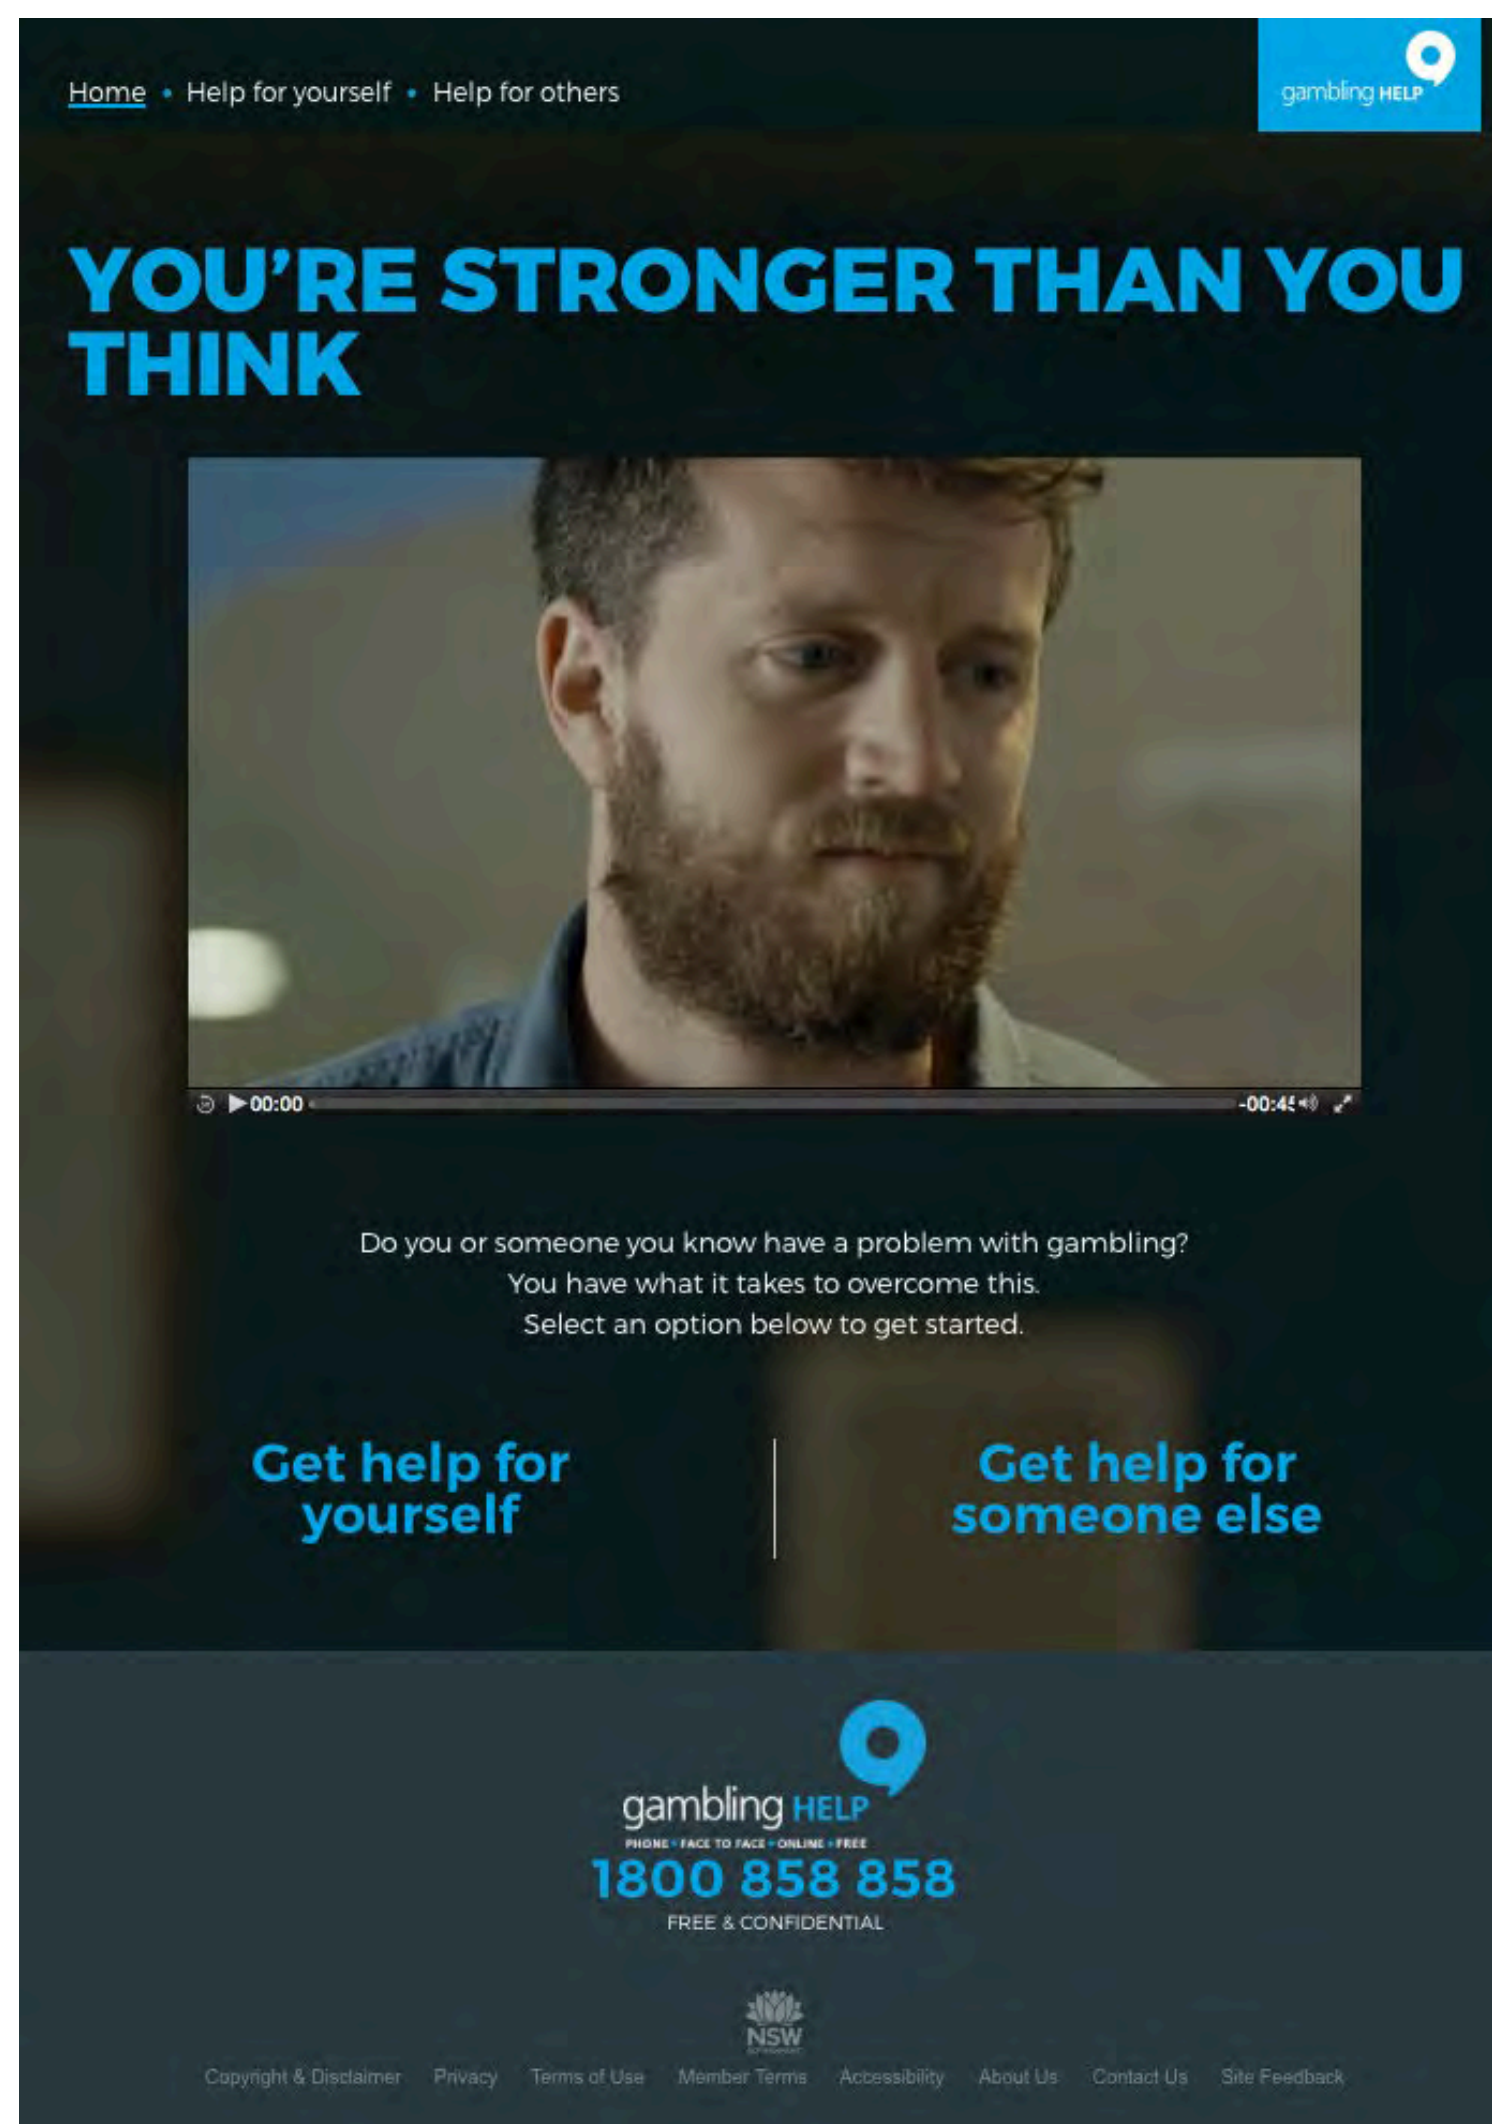 Home • Help for yourself • Help for others
gambling HELP
YOU'RE STRONGER THAN YOU
THINK
00:00
-00:45
Do you or someone you know have a problem with gambling?
You have what it takes to overcome this.
Select an option below to get started.
Get help for
yourself
Get help for
someone else
gambling HELP
PHONE • FACE TO FACE • ONLINE • FREE
1800 858 858
FREE & CONFIDENTIAL
NSW
Copyright & Disclaimer Privacy Terms of Use Member Terms Accessibility About Us Contact Us Site Feedback